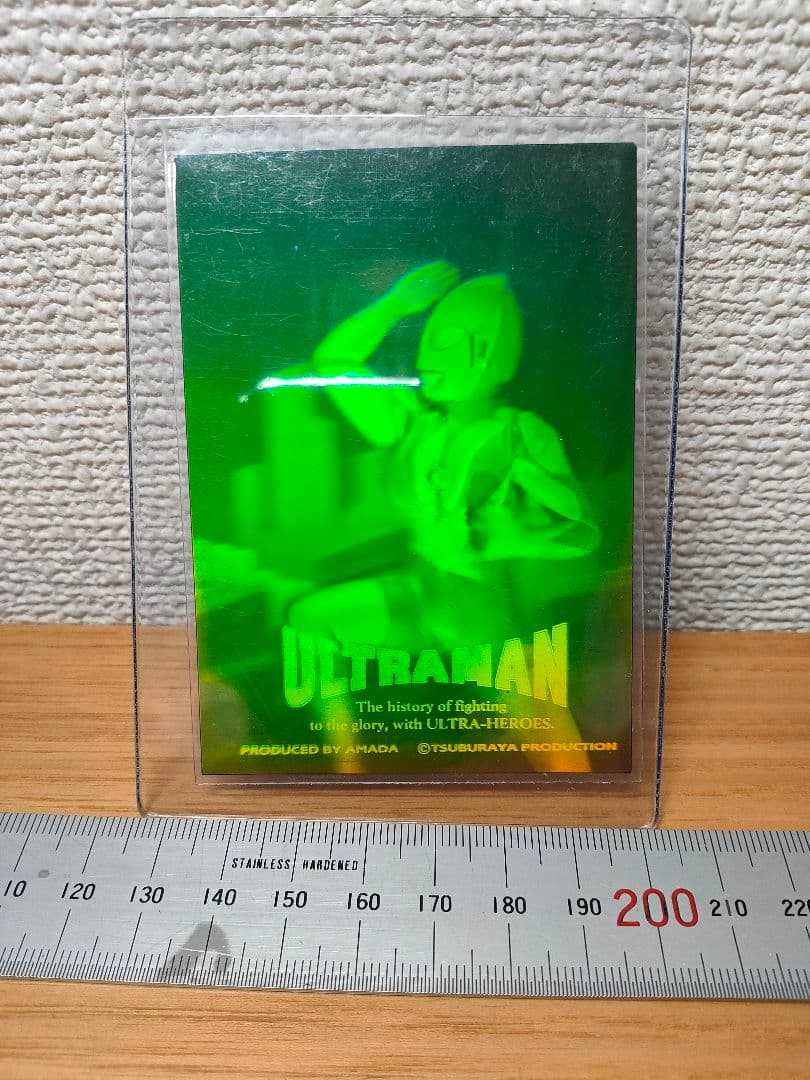 ULTRAMAN
The history of fighting
to the glory, with ULTRA-HEROES.
PRODUCED BY AMADA ©TSUBURAYA PRODUCTION
STAINLESS HARDENED
10 120 130 140 150 160 170 180 190 200 210 22